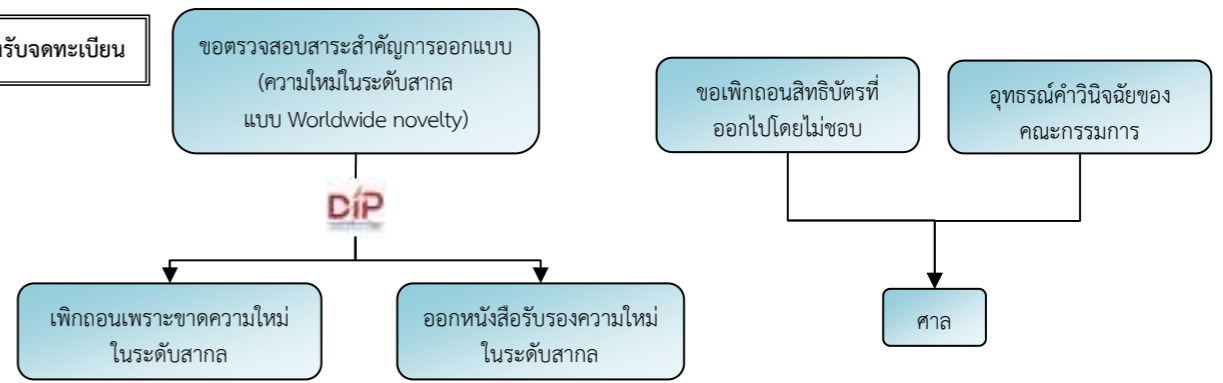 รับจดทะเบียน
ขอตรวจสอบสาระสำคัญการออกแบบ
(ความใหม่ในระดับสากล
แบบ Worldwide novelty)
ขอเพิกถอนสิทธิบัตรที่
ออกไปโดยไม่ชอบ
อุทธรณ์คำวินิจฉัยของ
คณะกรรมการ
DIP
เพิกถอนเพราะขาดความใหม่
ในระดับสากล
ออกหนังสือรับรองความใหม่
ในระดับสากล
ศาล